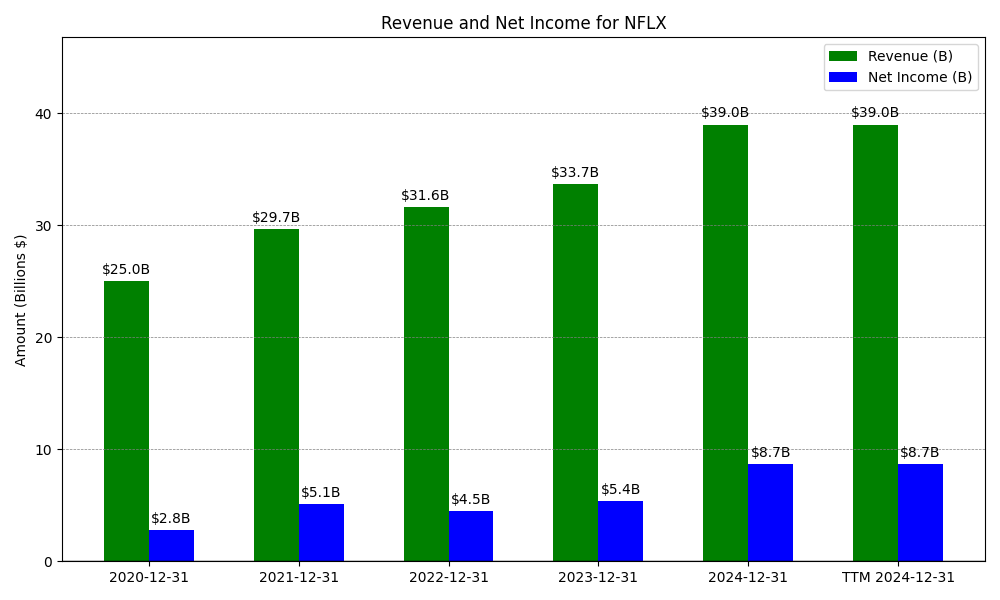 Revenue and Net Income for NFLX
Revenue (B)
Net Income (B)
Amount (Billions $)
40
30
20
10
0
$25.0B
$2.8B
$29.7B
$5.1B
$31.6B
$4.5B
$33.7B
$5.4B
$39.0B
$8.7B
$39.0B
$8.7B
2020-12-31
2021-12-31
2022-12-31
2023-12-31
2024-12-31
TTM 2024-12-31